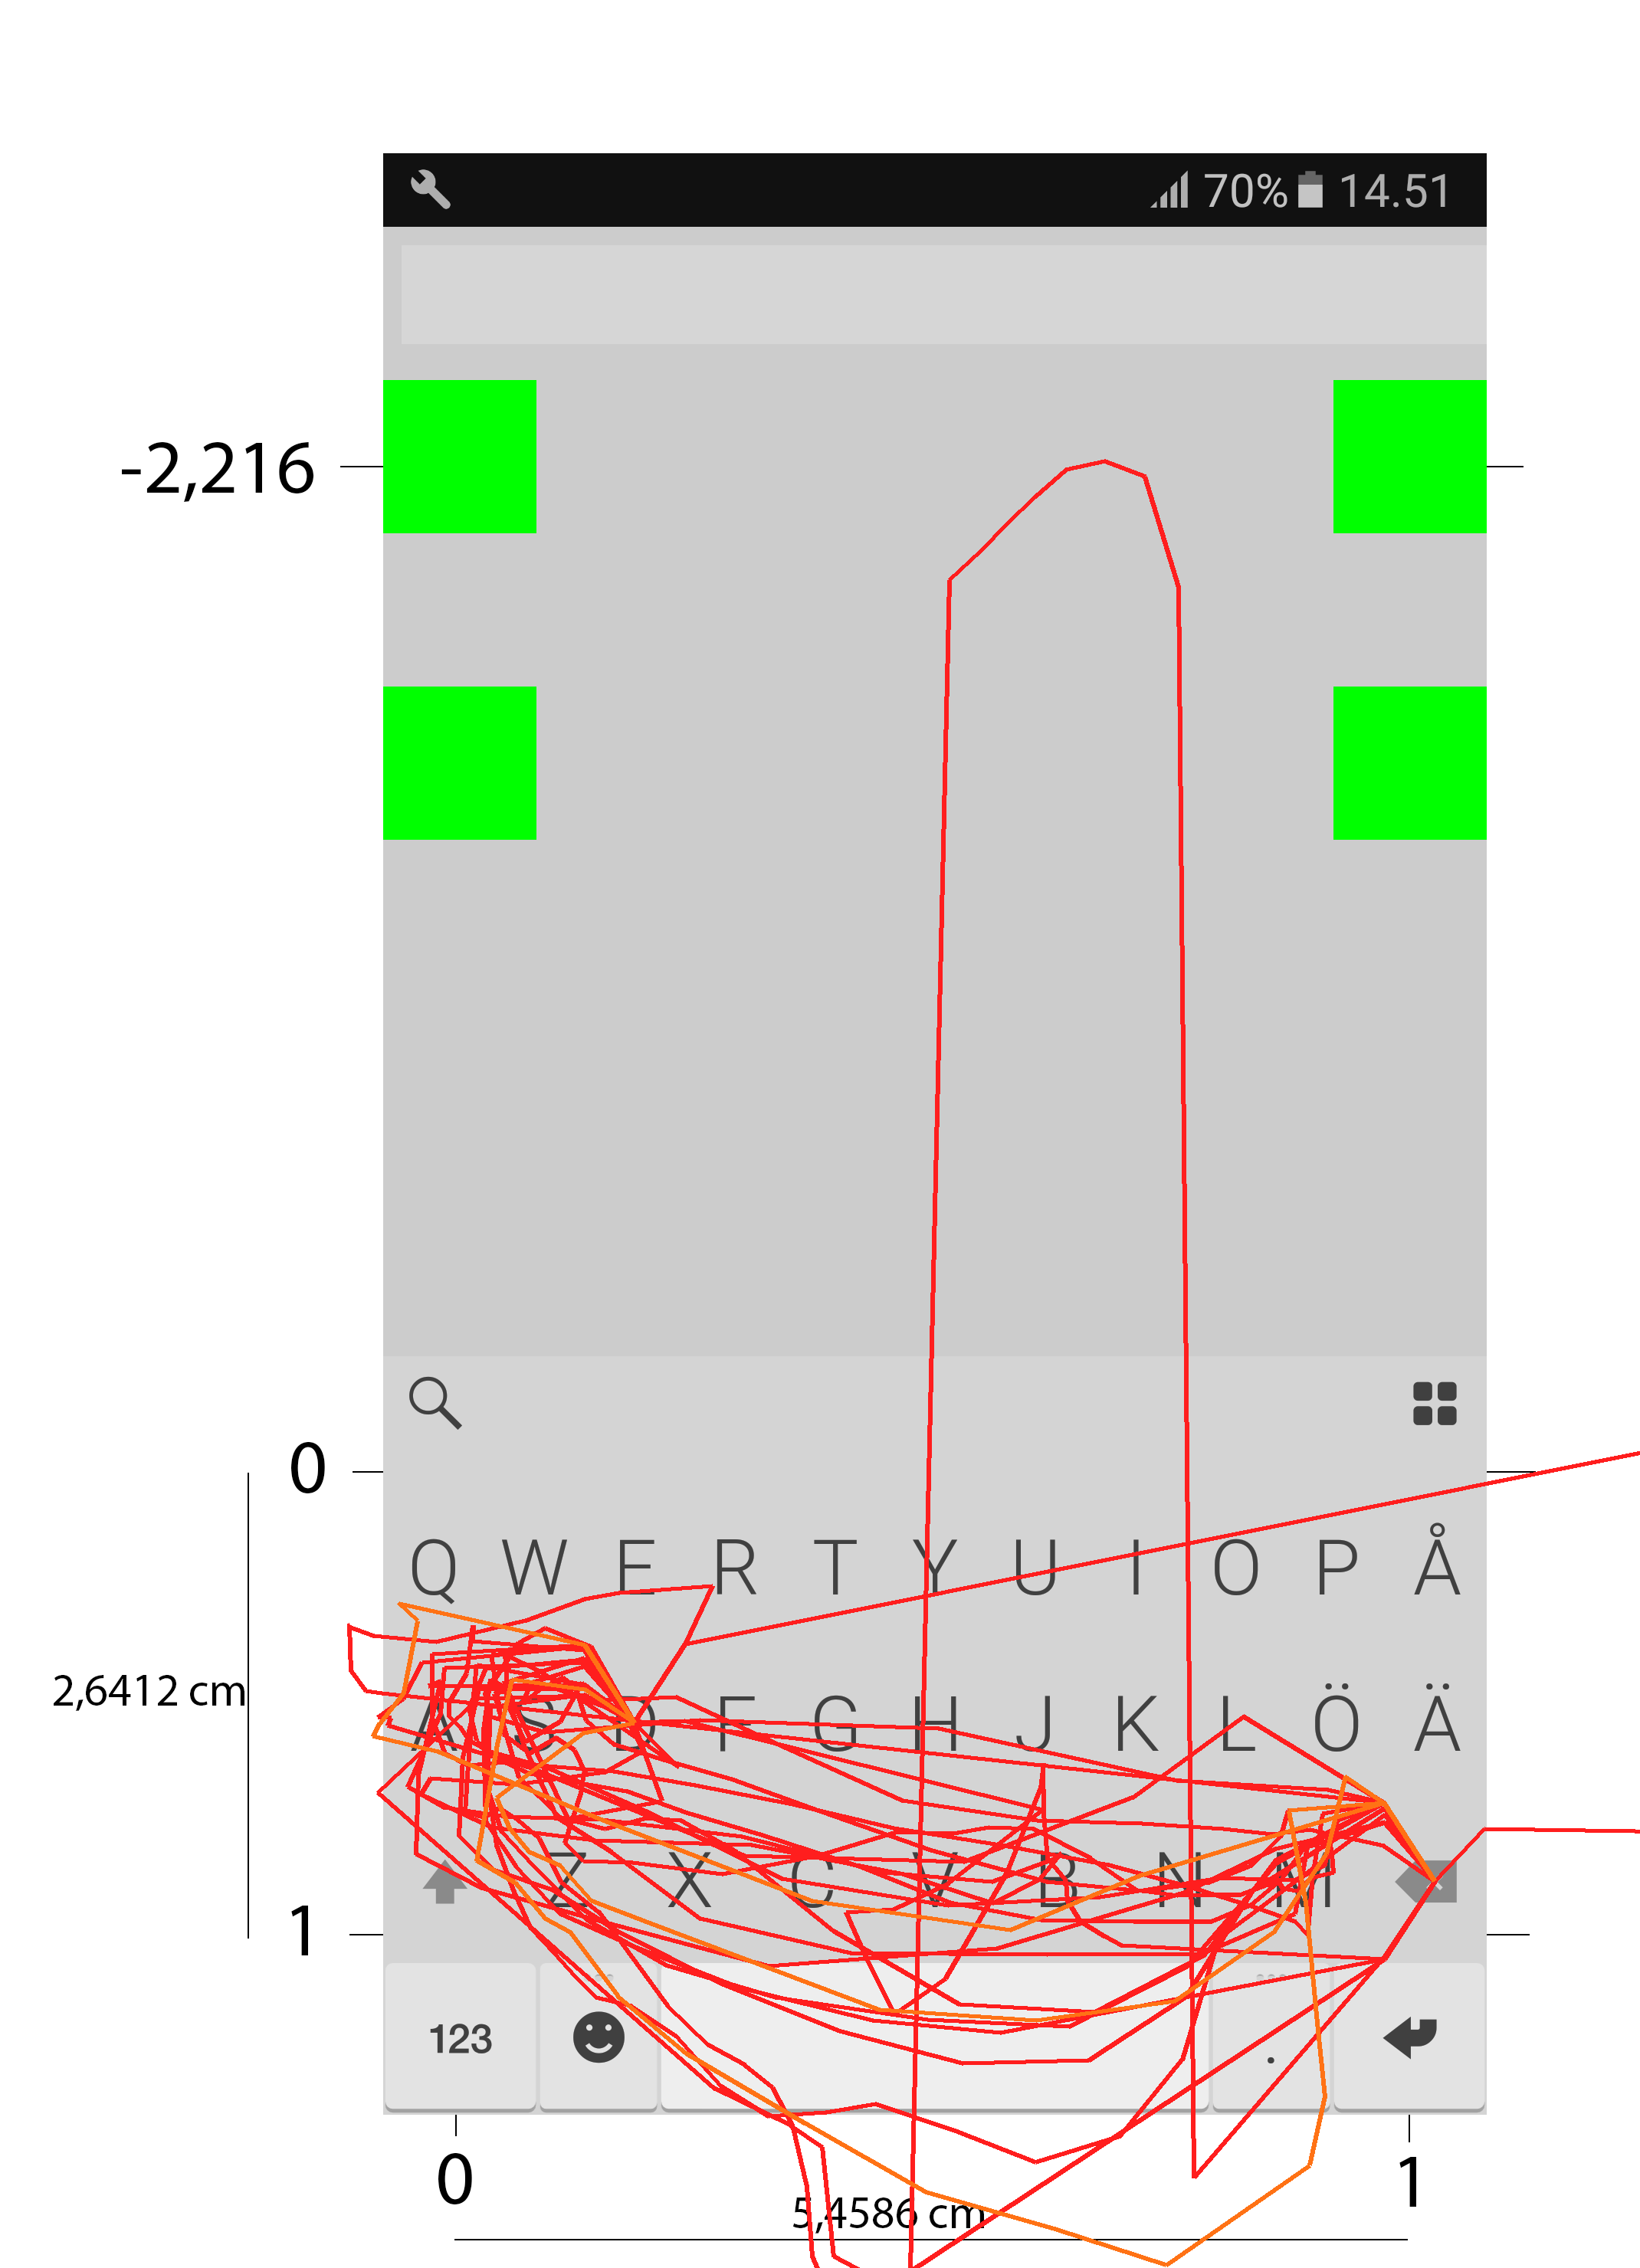 70% 14.51
-2,216
0
Q W E R T Y U I O P Å
2,6412 cm
A S D F G H J K L Ö Ä
Z X C V B N M
1
123 .
0 1
5,4586 cm